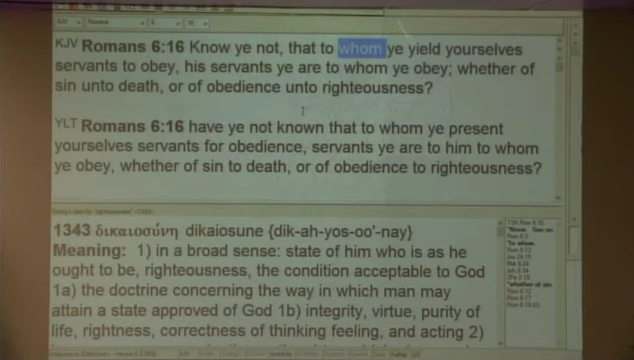 KJV Romans 6:16 Know ye not, that to whom ye yield yourselves
servants to obey, his servants ye are to whom ye obey; whether of
sin unto death, or of obedience unto righteousness?
YLT Romans 6:16 have ye not known that to whom ye present
yourselves servants for obedience, servants ye are to him to whom
ye obey, whether of sin to death, or of obedience to righteousness?
1343 δικαιοσύνη dikaiosune {dik-ah-yos-oo'-nay}
Meaning: 1) in a broad sense: state of him who is as he
ought to be, righteousness, the condition acceptable to God
1a) the doctrine concerning the way in which man may
attain a state approved of God 1b) integrity, virtue, purity of
life, rightness, correctness of thinking feeling, and acting 2)